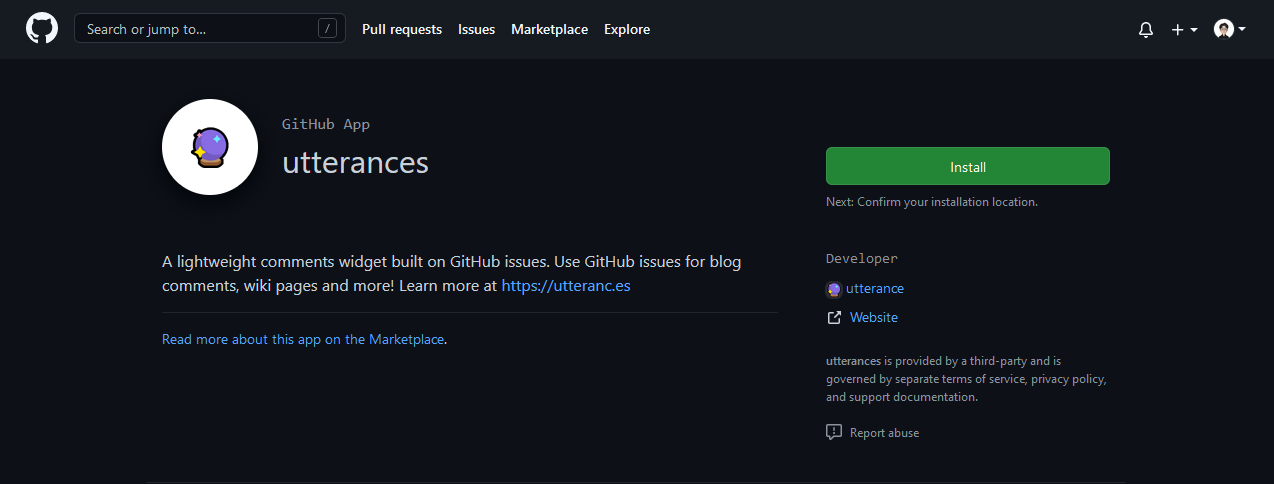 Search or jump to... /
Pull requests Issues Marketplace Explore
GitHub App
utterances
Install
Next: Confirm your installation location.
A lightweight comments widget built on GitHub issues. Use GitHub issues for blog
comments, wiki pages and more! Learn more at https://utteranc.es
Read more about this app on the Marketplace.
Developer
utterance
Website
utterances is provided by a third-party and is
governed by separate terms of service, privacy policy,
and support documentation.
Report abuse